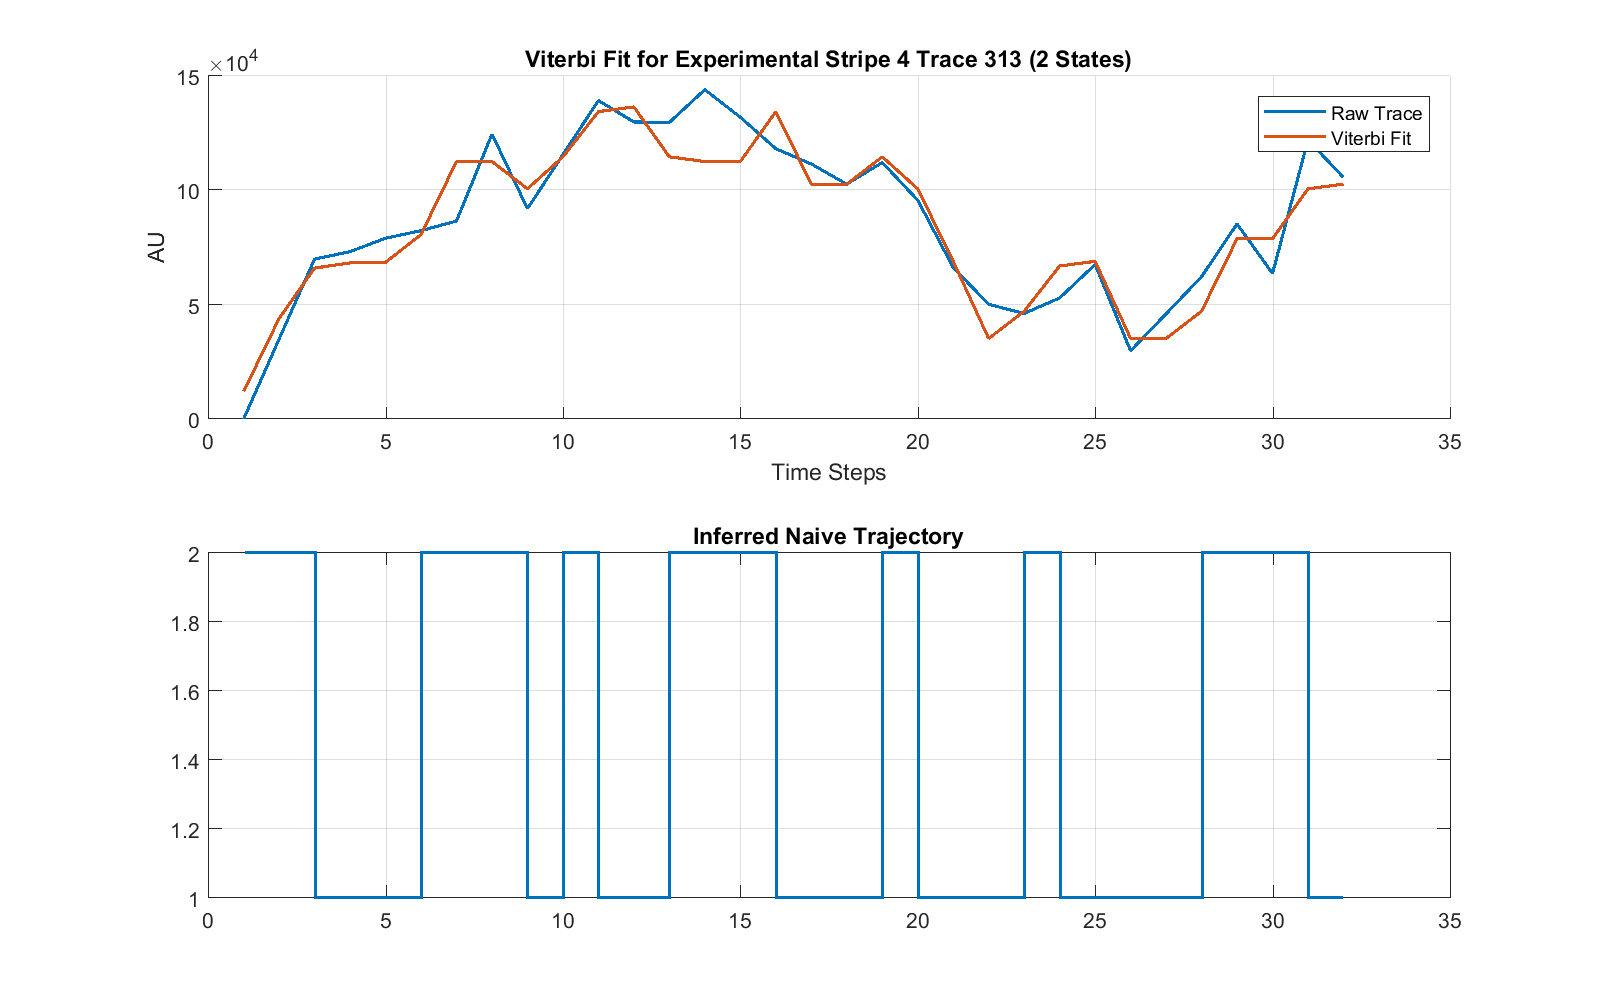 Viterbi Fit for Experimental Stripe 4 Trace 313 (2 States)
×10⁴
15
10
5
0
AU
Raw Trace
Viterbi Fit
0 5 10 15 20 25 30 35
Time Steps
Inferred Naive Trajectory
2
1.8
1.6
1.4
1.2
1
0 5 10 15 20 25 30 35